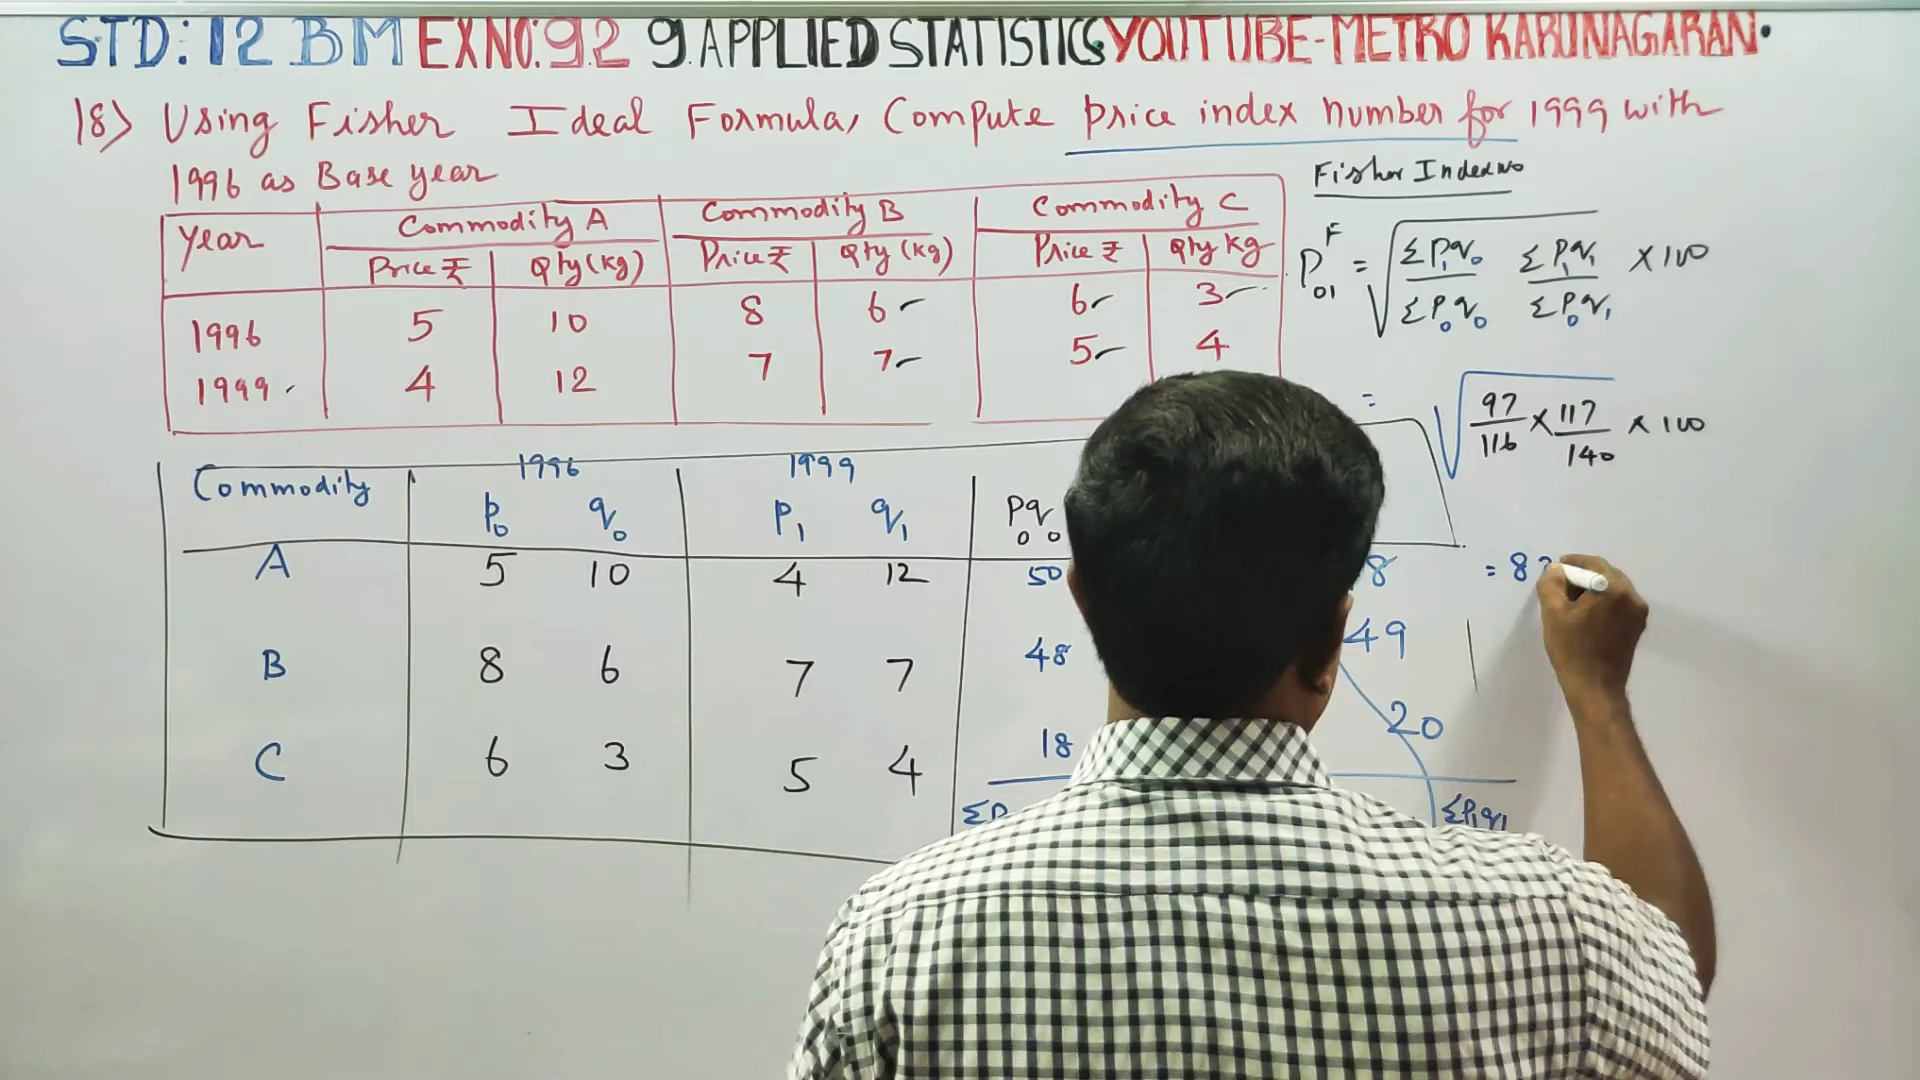 STD: 12 BM EXNO: 9.2 9. APPLIED STATISTICS YOUTUBE-METRO KARUNAGARAN.
18) Using Fisher Ideal Formula, Compute price index number for 1999 with
1996 as Base year
Year Commodity A Commodity B Commodity C
Price ₹ Qty (kg) Price ₹ Qty (kg) Price ₹ Qty kg
1996 5 10 8 6 6 3
1999 4 12 7 7 5 4
Fisher Index no
P₀₁ᶠ = √ Σp₁q₀ / Σp₀q₀ Σp₁q₁ / Σp₀q₁ × 100
= √ 97/116 × 117/140 × 100
= 83
Commodity 1996 1999
p₀ q₀ p₁ q₁ p₀q₀
A 5 10 4 12 50 8
B 8 6 7 7 48 49
C 6 3 5 4 18 20
Σp Σp₁q₁